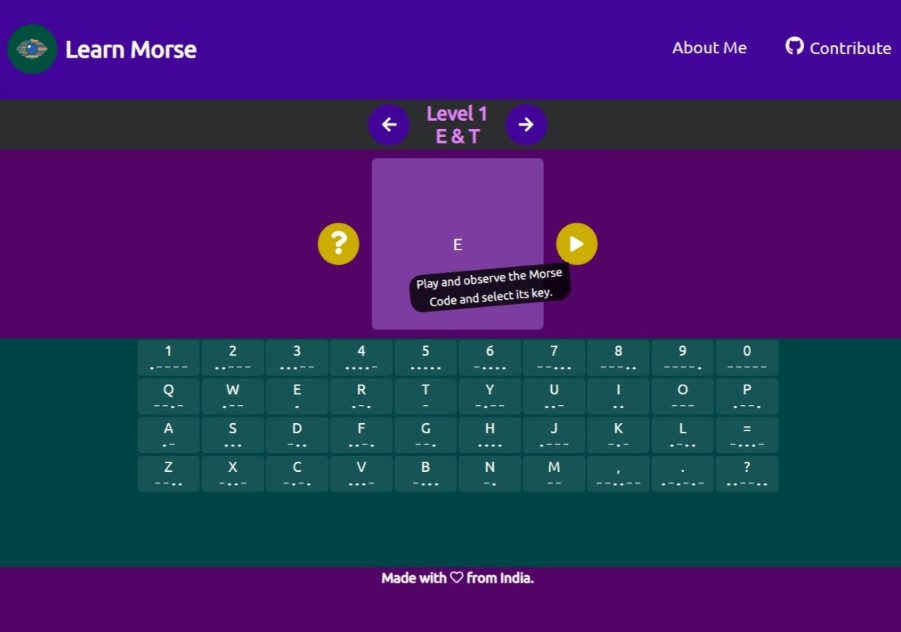 Learn Morse
About Me
Contribute
Level 1
E & T
?
E
Play and observe the Morse
Code and select its key.
1 2 3 4 5 6 7 8 9 0
·---- ··--- ···-- ····- ····· -···· --··· ---·· ----· -----
Q W E R T Y U I O P
--·- ·-- · ·-· - -·-- ··- ·· --- ·--·
A S D F G H J K L =
·- ··· -·· ··-· --· ···· ·--- -·- ·-·· -···-
Z X C V B N M , . ?
--·· -··- -·-· ···- -··· -· -- --··-- ·-·-·- ··--··
Made with ♡ from India.